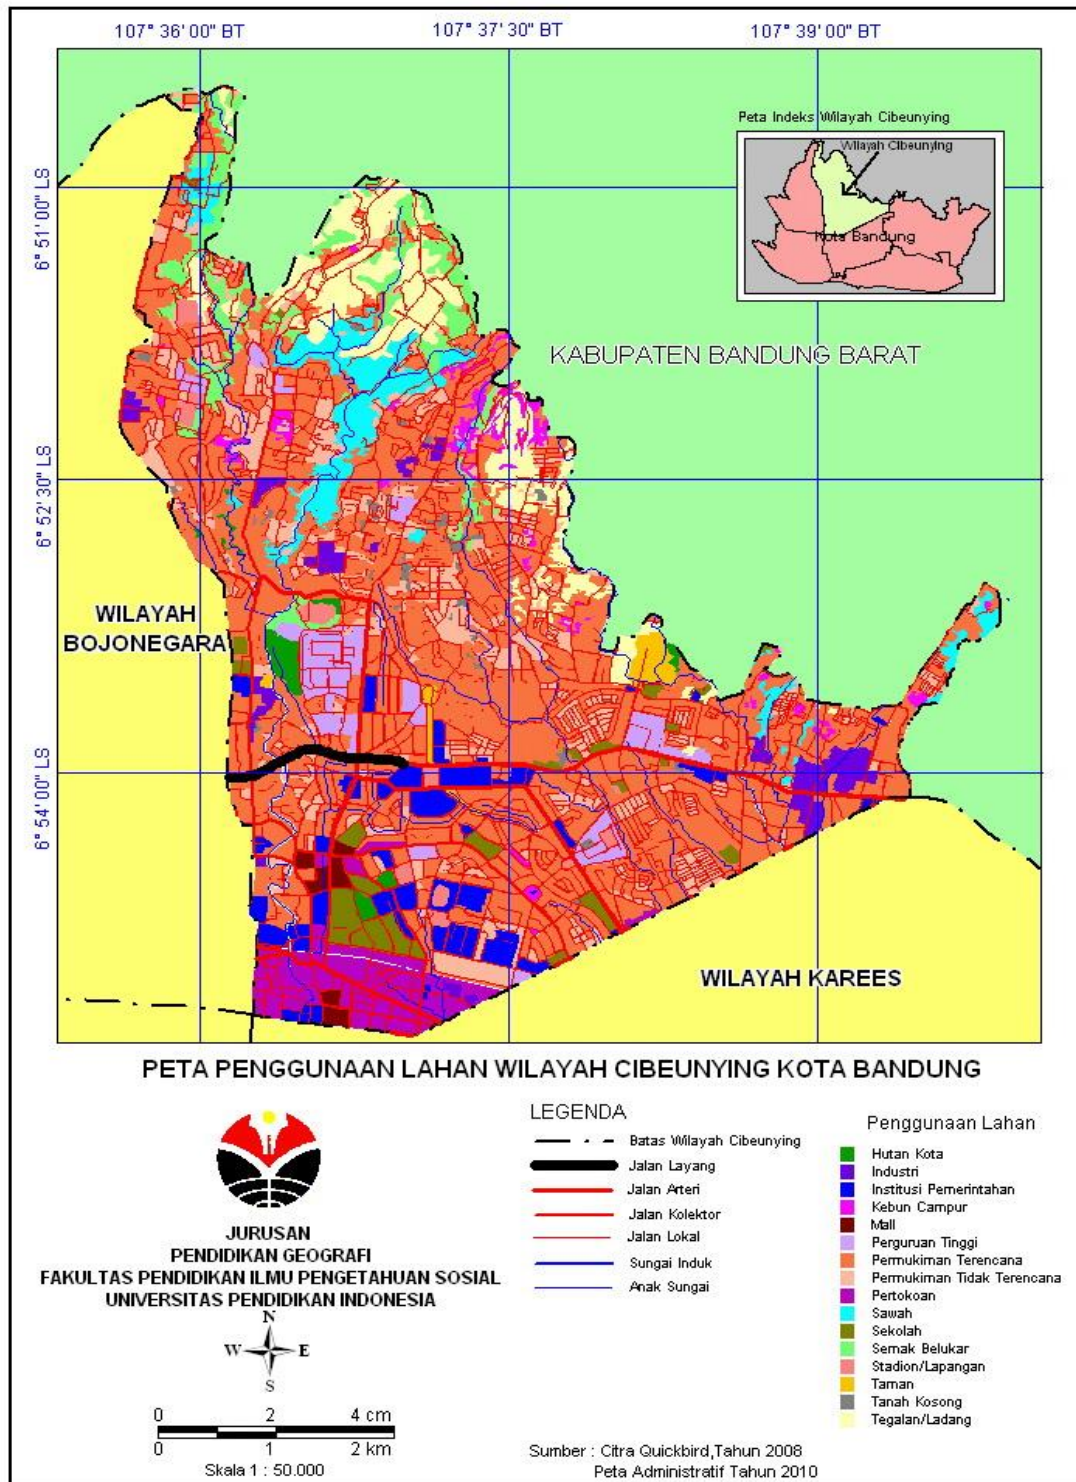 107° 36' 00" BT
107° 37' 30" BT
107° 39' 00" BT
6° 51' 00" LS
6° 52' 30" LS
6° 54' 00" LS
Peta Indeks Wilayah Cibeunying
Wilayah Cibeunying
Kota Bandung
KABUPATEN BANDUNG BARAT
WILAYAH
BOJONEGARA
WILAYAH KAREES
PETA PENGGUNAAN LAHAN WILAYAH CIBEUNYING KOTA BANDUNG
JURUSAN
PENDIDIKAN GEOGRAFI
FAKULTAS PENDIDIKAN ILMU PENGETAHUAN SOSIAL
UNIVERSITAS PENDIDIKAN INDONESIA
N
W E
S
0 2 4 cm
0 1 2 km
Skala 1 : 50.000
LEGENDA
Batas Wilayah Cibeunying
Jalan Layang
Jalan Arteri
Jalan Kolektor
Jalan Lokal
Sungai Induk
Anak Sungai
Penggunaan Lahan
Hutan Kota
Industri
Institusi Pemerintahan
Kebun Campur
Mall
Perguruan Tinggi
Permukiman Terencana
Permukiman Tidak Terencana
Pertokoan
Sawah
Sekolah
Semak Belukar
Stadion/Lapangan
Taman
Tanah Kosong
Tegalan/Ladang
Sumber : Citra Quickbird,Tahun 2008
Peta Administratif Tahun 2010